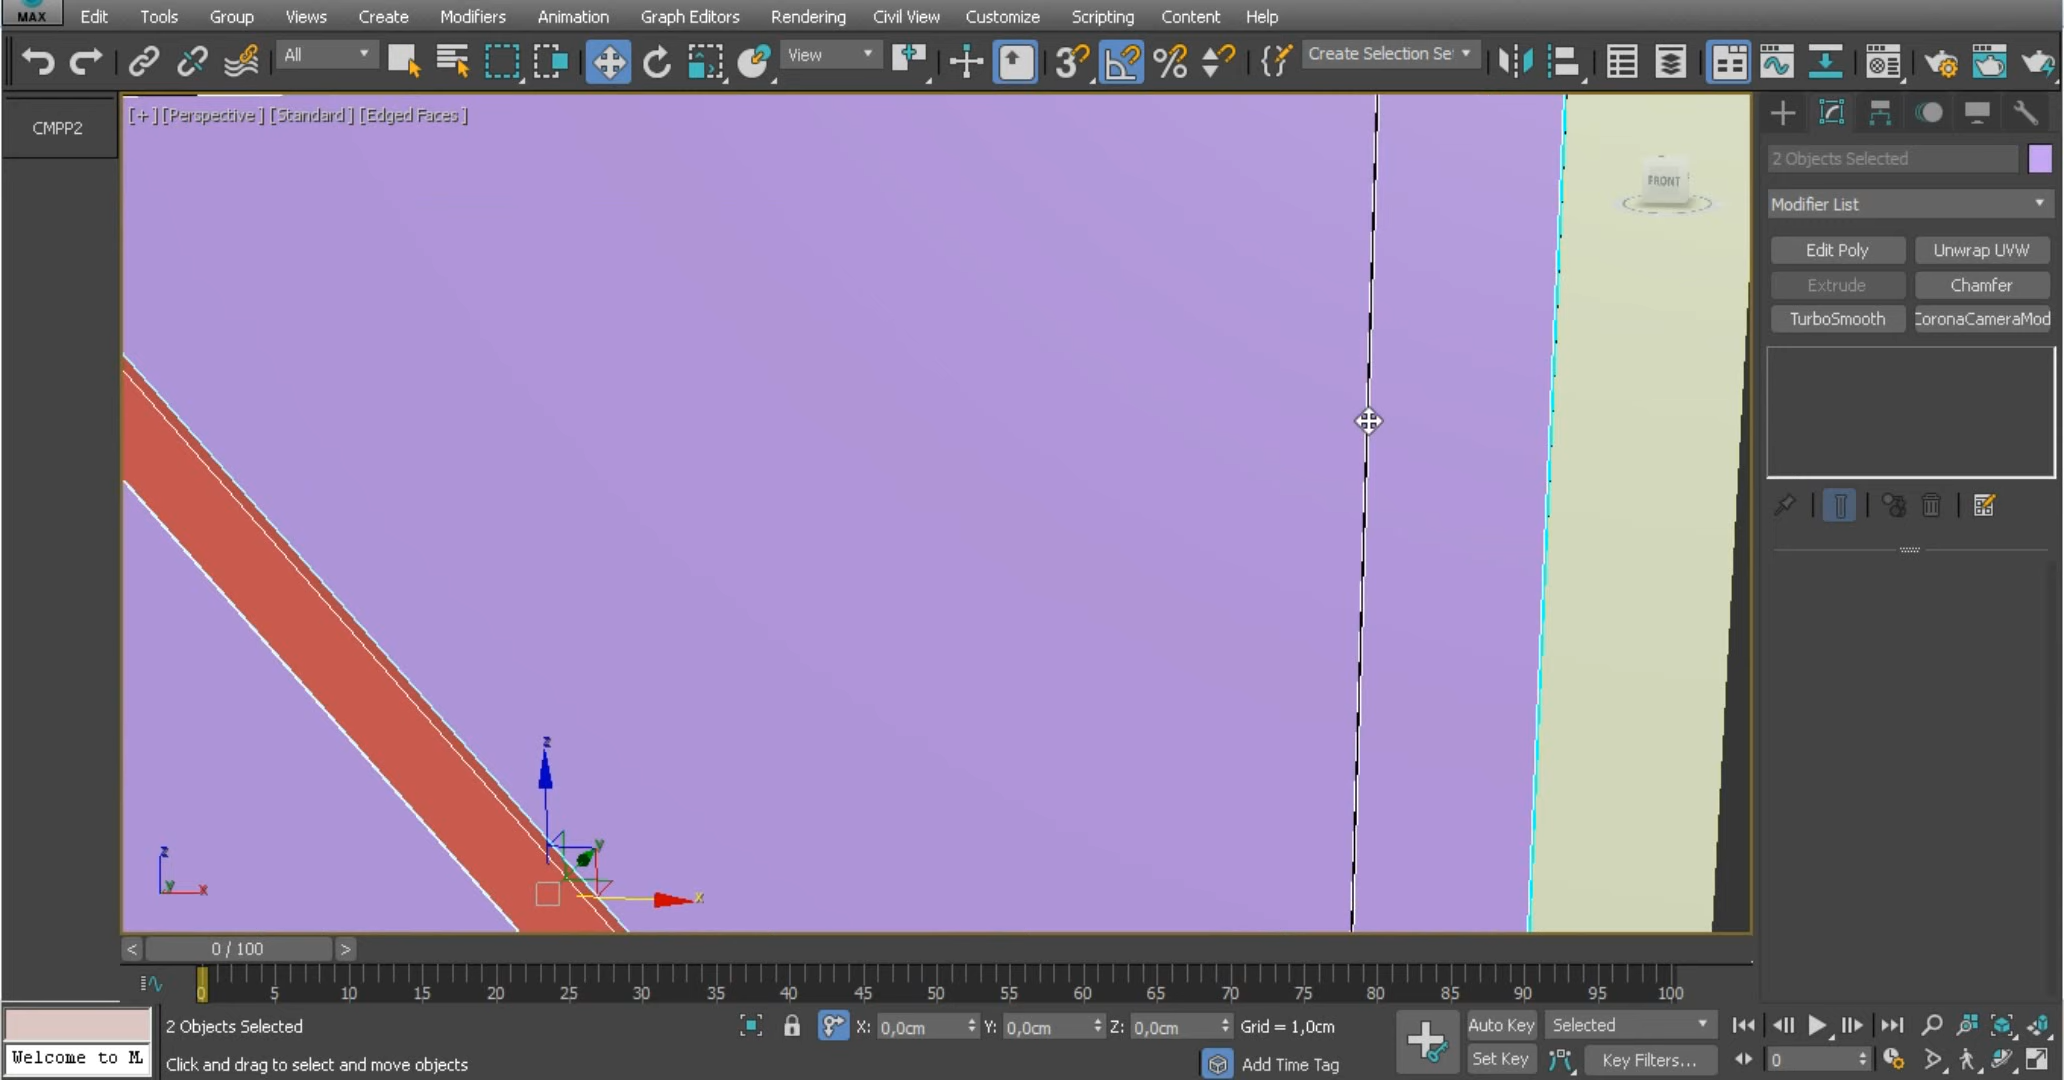 MAX Edit Tools Group Views Create Modifiers Animation Graph Editors Rendering Civil View Customize Scripting Content Help
All View 3 % Create Selection Se
CMPP2
[+] [Perspective] [Standard] [Edged Faces]
FRONT
2 Objects Selected
Modifier List
Edit Poly Unwrap UVW
Extrude Chamfer
TurboSmooth CoronaCameraMod
z
y
x
z
y x
< 0 / 100 >
0 5 10 15 20 25 30 35 40 45 50 55 60 65 70 75 80 85 90 95 100
2 Objects Selected X: 0,0cm Y: 0,0cm Z: 0,0cm Grid = 1,0cm Auto Key Selected
Welcome to M Click and drag to select and move objects Add Time Tag Set Key Key Filters... 0